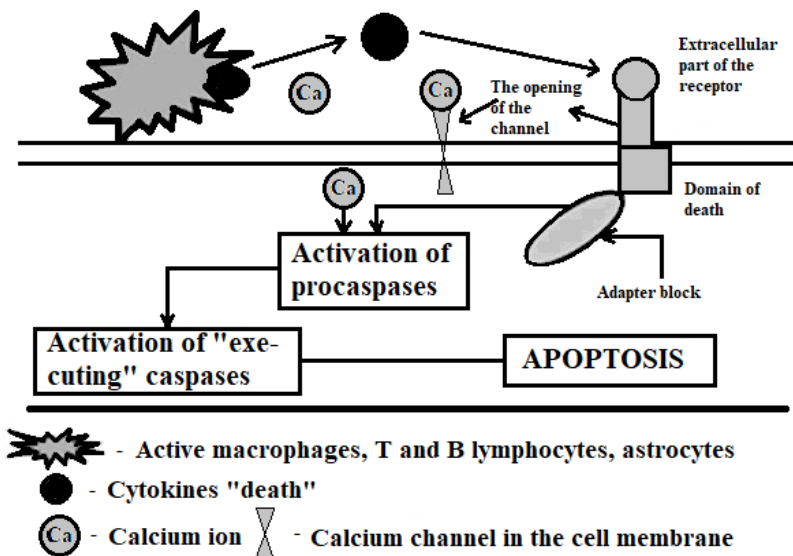 Extracellular
part of the
receptor
Ca
Ca
The opening
of the
channel
Ca
Domain of
death
Activation of
procaspases
Adapter block
Activation of "exe-
cuting" caspases
APOPTOSIS
- Active macrophages, T and B lymphocytes, astrocytes
- Cytokines "death"
Ca - Calcium ion - Calcium channel in the cell membrane